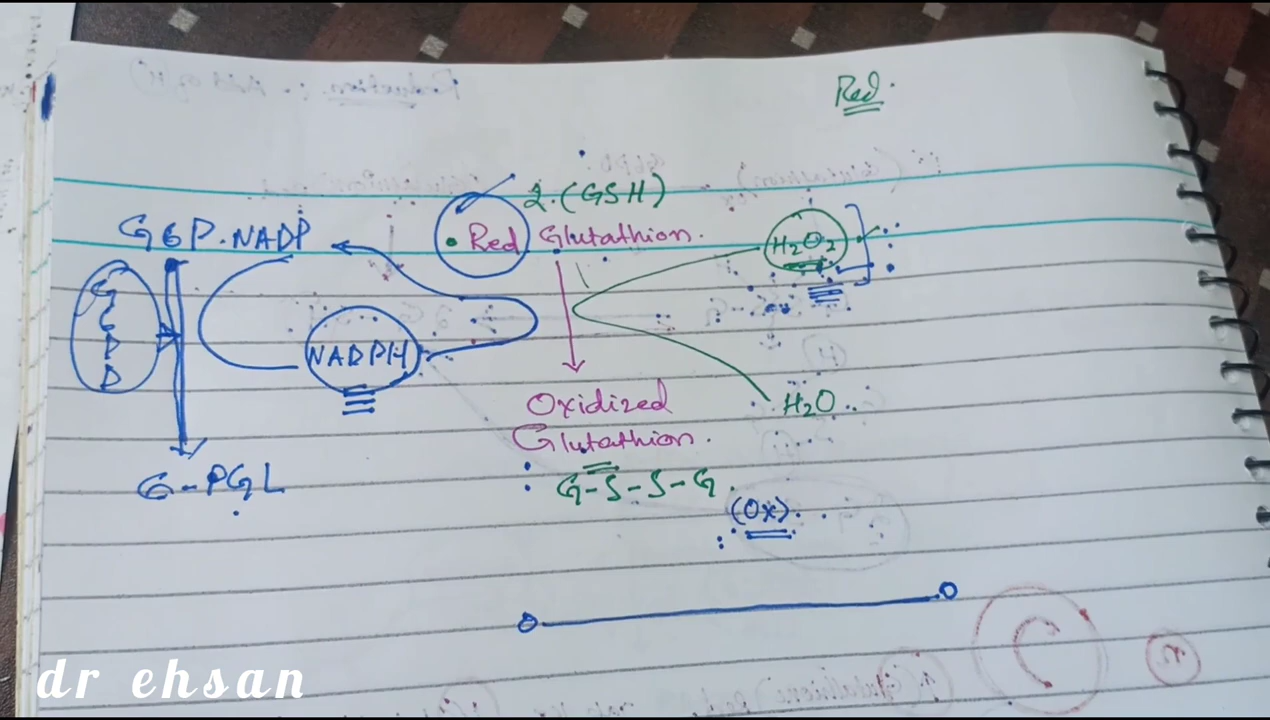 Red.
2.(GSH)
G6P.NADP
• Red Glutathion.
H₂O₂
G6PD
NADPH
Oxidized
Glutathion.
H₂O
G-PGL
G-S-S-G.
(Ox).
dr ehsan